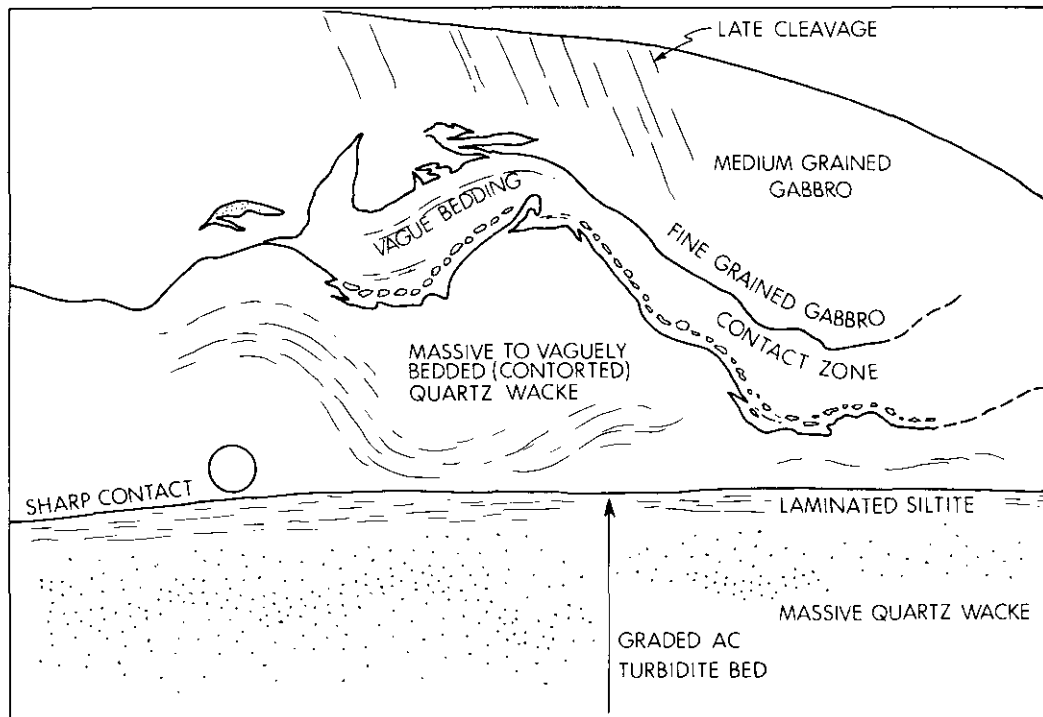 LATE CLEAVAGE
MEDIUM GRAINED
GABBRO
VAGUE BEDDING
FINE GRAINED GABBRO
CONTACT ZONE
MASSIVE TO VAGUELY
BEDDED (CONTORTED)
QUARTZ WACKE
SHARP CONTACT
LAMINATED SILTITE
MASSIVE QUARTZ WACKE
GRADED AC
TURBIDITE BED